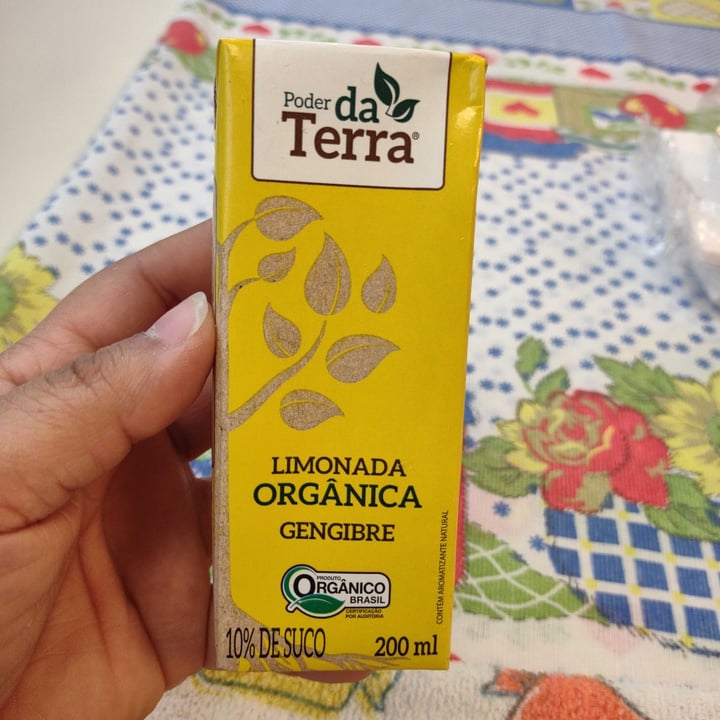 Poder da
Terra®
LIMONADA
ORGÂNICA
GENGIBRE
CONTÉM AROMATIZANTE NATURAL
PRODUTO
ORGÂNICO
BRASIL
CERTIFICAÇÃO
POR AUDITORIA
10% DE SUCO
200 ml